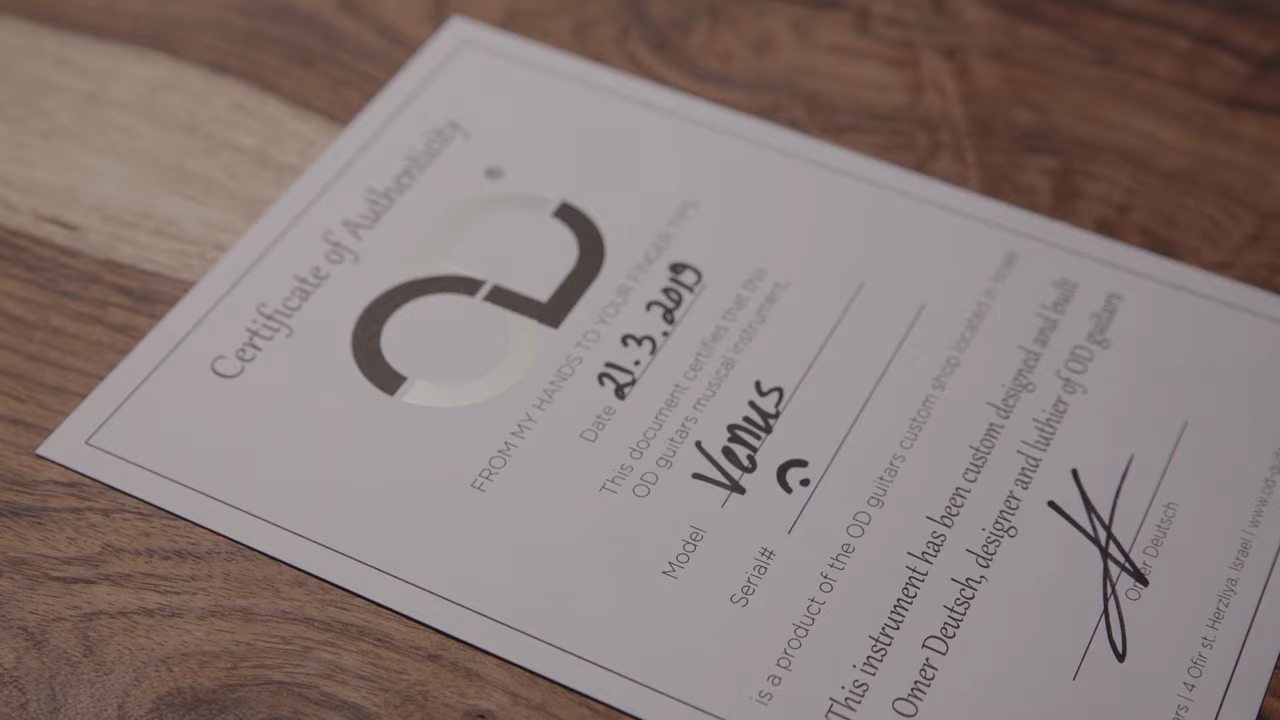 Certificate of Authenticity
OD
®
FROM MY HANDS TO YOUR FINGER TIPS
Date 21.3.2019
This document certifies that this
OD guitars musical instrument.
Model Venus
Serial#
is a product of the OD guitars custom shop located in Israel
This instrument has been custom designed and built
Omer Deutsch, designer and luthier of OD guitars
Omer Deutsch
4 Ofir st. Herzliya, Israel | www.od-